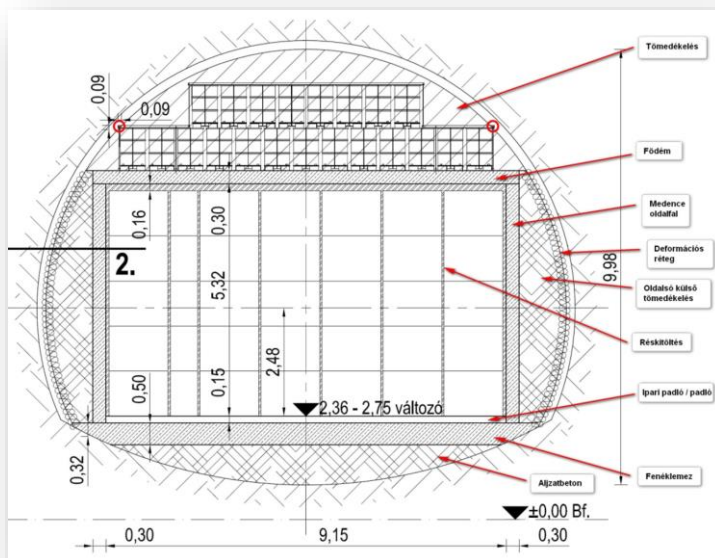 Tömedékelés
0,09
0,09
Födém
Medence
oldalfal
0,16
0,30
Deformációs
réteg
2.
9,98
5,32
Oldalsó külső
tömedékelés
Réskitöltés
2,48
0,50
0,15
Ipari padló / padló
2,36 - 2,75 változó
0,32
Fenéklemez
Aljzatbeton
±0,00 Bf.
0,30
9,15
0,30